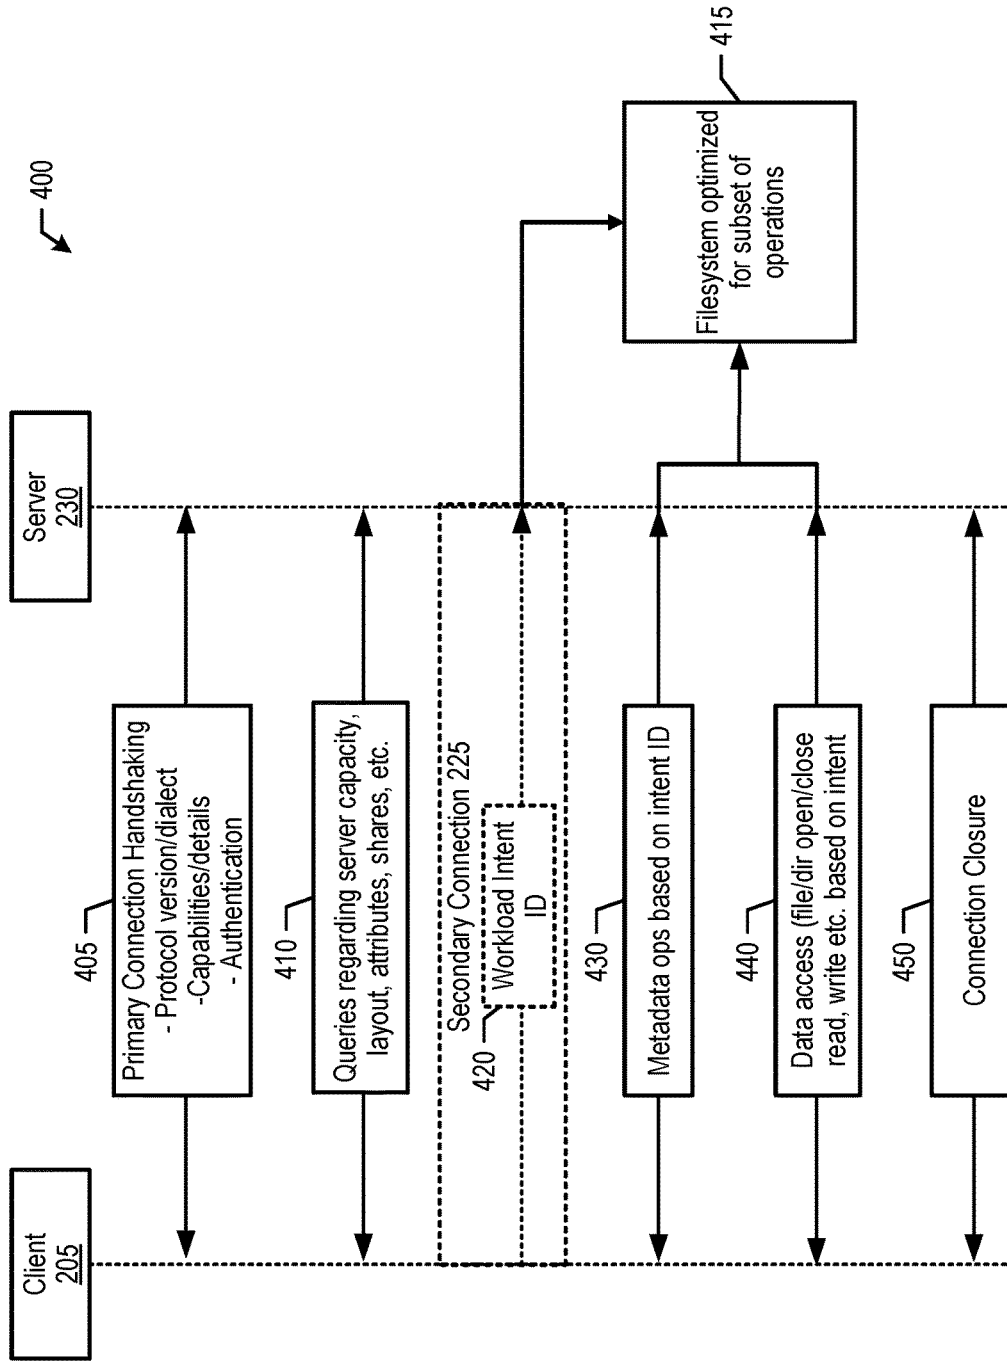 400
Client
205
Server
230
405
Primary Connection Handshaking
- Protocol version/dialect
-Capabilities/details
- Authentication
410
Queries regarding server capacity,
layout, attributes, shares, etc.
Secondary Connection 225
420
Workload Intent
ID
415
Filesystem optimized
for subset of
operations
430
Metadata ops based on intent ID
440
Data access (file/dir open/close
read, write etc. based on intent
450
Connection Closure